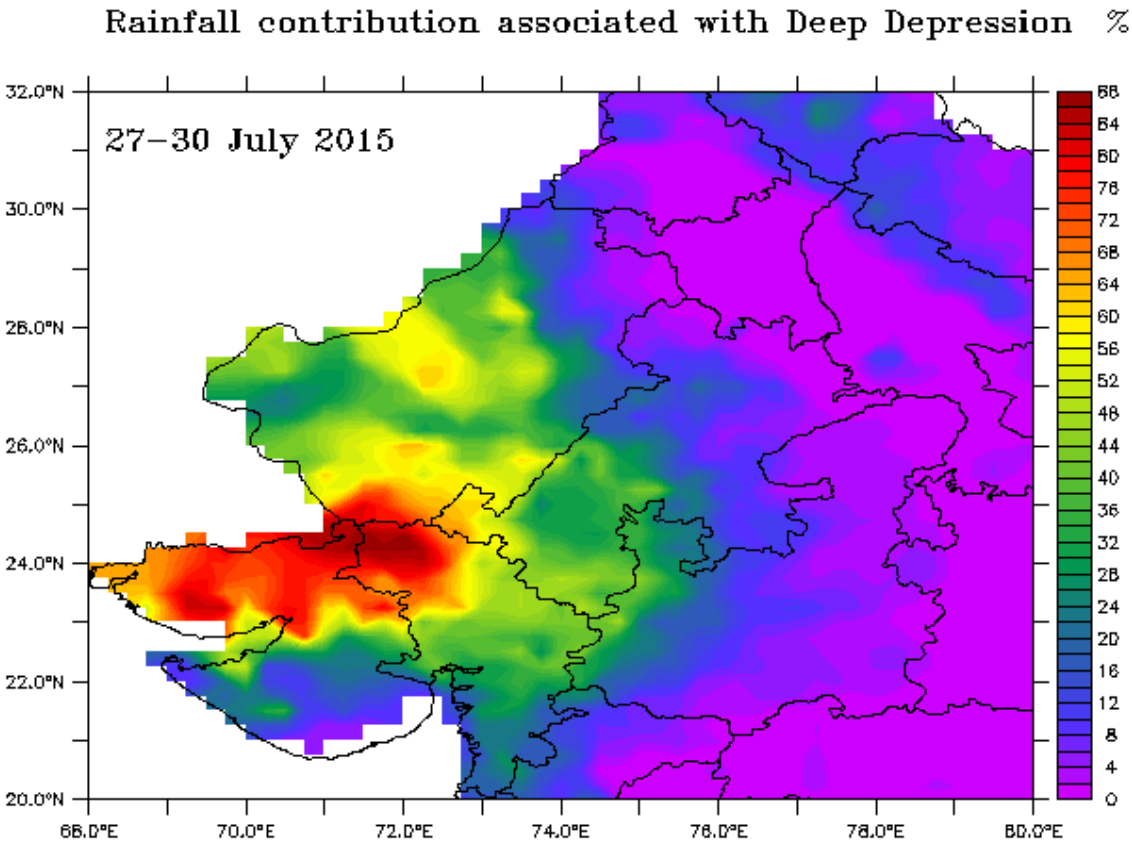 Rainfall contribution associated with Deep Depression %
27-30 July 2015
32.0°N
30.0°N
28.0°N
26.0°N
24.0°N
22.0°N
20.0°N
68.0°E 70.0°E 72.0°E 74.0°E 76.0°E 78.0°E 80.0°E
88
84
80
76
72
68
64
60
56
52
48
44
40
36
32
28
24
20
16
12
8
4
0